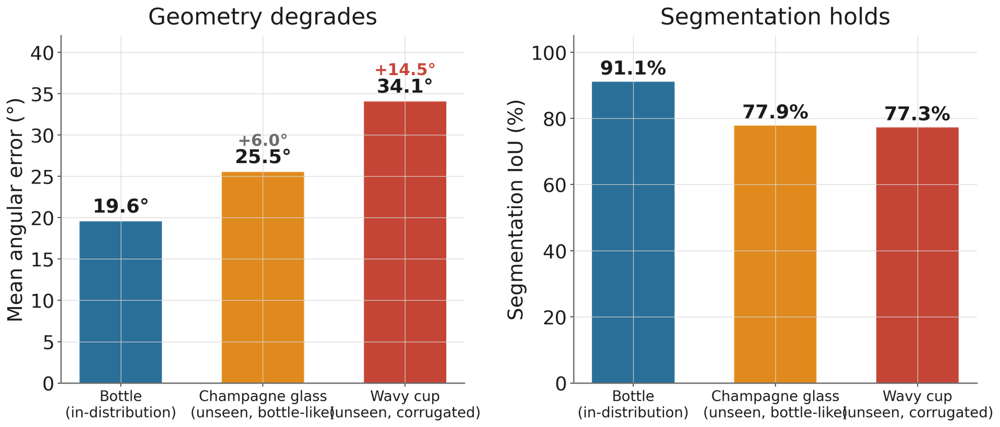 Geometry degrades
Mean angular error (°)
40
35
30
25
20
15
10
5
0
19.6°
+6.0°
25.5°
+14.5°
34.1°
Bottle
(in-distribution)
Champagne glass
(unseen, bottle-like)
Wavy cup
(unseen, corrugated)
Segmentation holds
Segmentation IoU (%)
100
80
60
40
20
0
91.1%
77.9%
77.3%
Bottle
(in-distribution)
Champagne glass
(unseen, bottle-like)
Wavy cup
(unseen, corrugated)